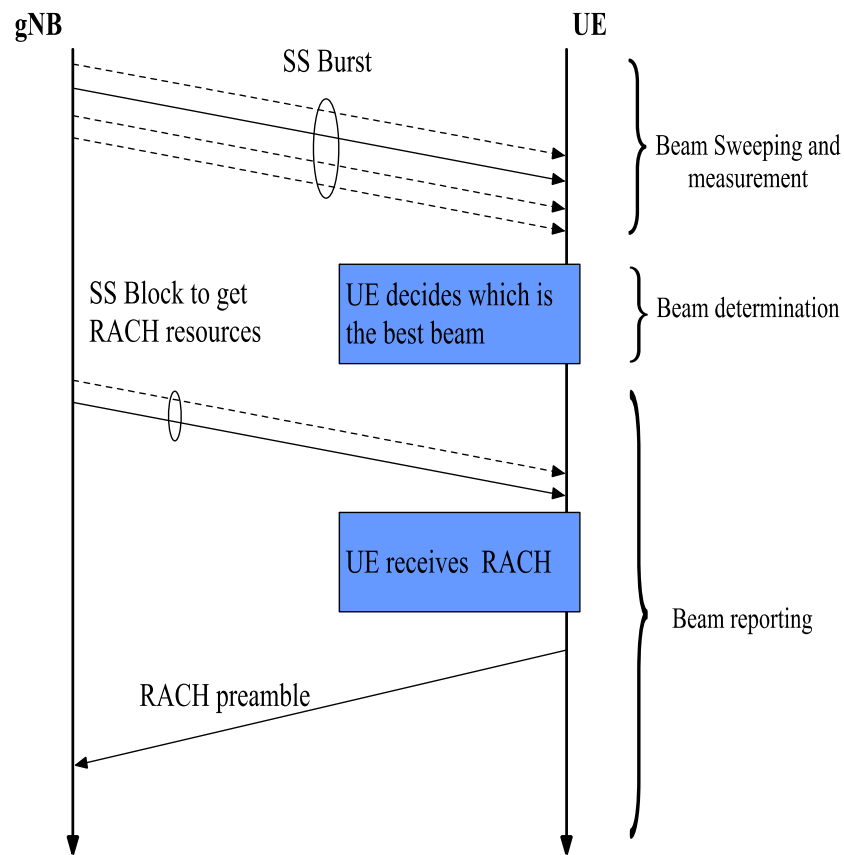 gNB
UE
SS Burst
Beam Sweeping and
measurement
SS Block to get
RACH resources
UE decides which is
the best beam
Beam determination
UE receives RACH
Beam reporting
RACH preamble